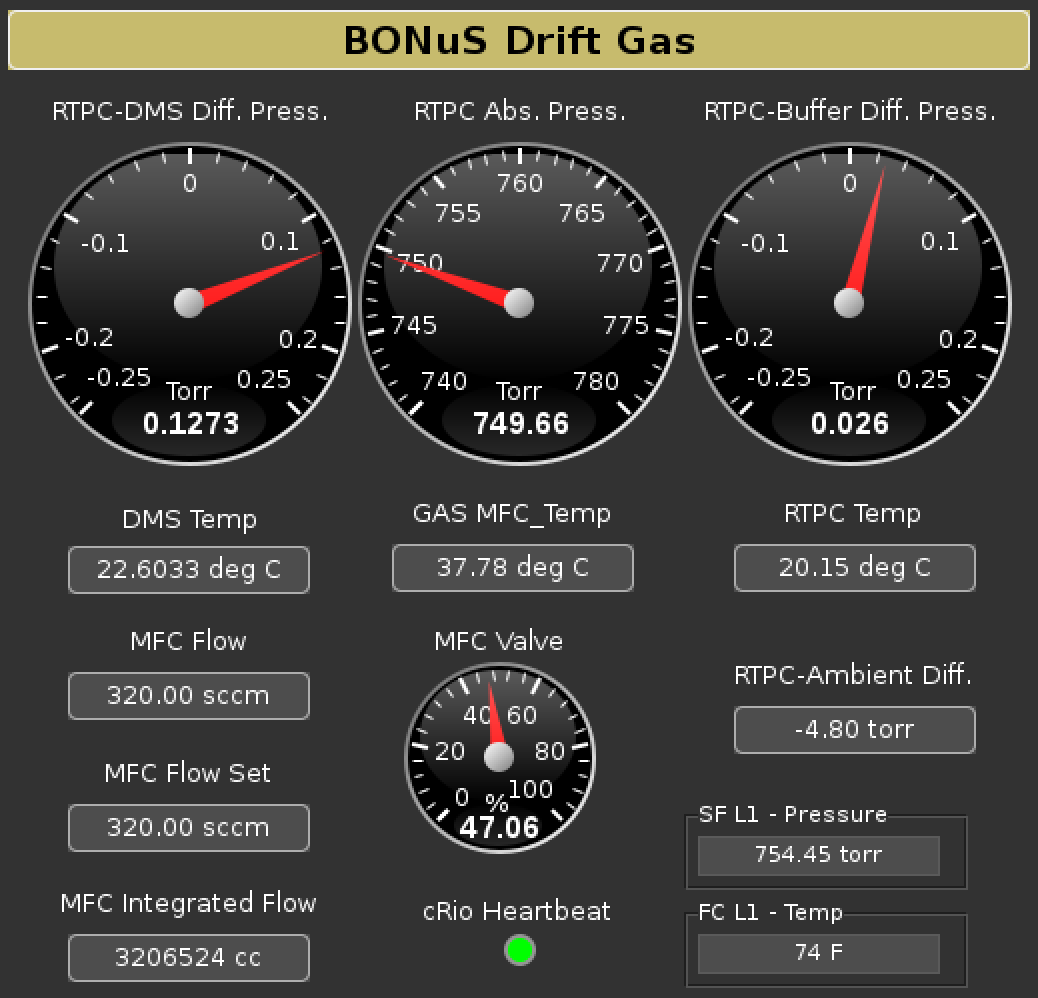 BONuS Drift Gas
RTPC-DMS Diff. Press.
0
-0.1
0.1
-0.2
0.2
-0.25
0.25
Torr
0.1273
RTPC Abs. Press.
760
755
765
750
770
745
775
740
780
Torr
749.66
RTPC-Buffer Diff. Press.
0
-0.1
0.1
-0.2
0.2
-0.25
0.25
Torr
0.026
DMS Temp
22.6033 deg C
GAS MFC_Temp
37.78 deg C
RTPC Temp
20.15 deg C
MFC Flow
320.00 sccm
MFC Flow Set
320.00 sccm
MFC Integrated Flow
3206524 cc
MFC Valve
40 60
20
80
0
100
%
47.06
cRio Heartbeat
RTPC-Ambient Diff.
-4.80 torr
SF L1 - Pressure
754.45 torr
FC L1 - Temp
74 F